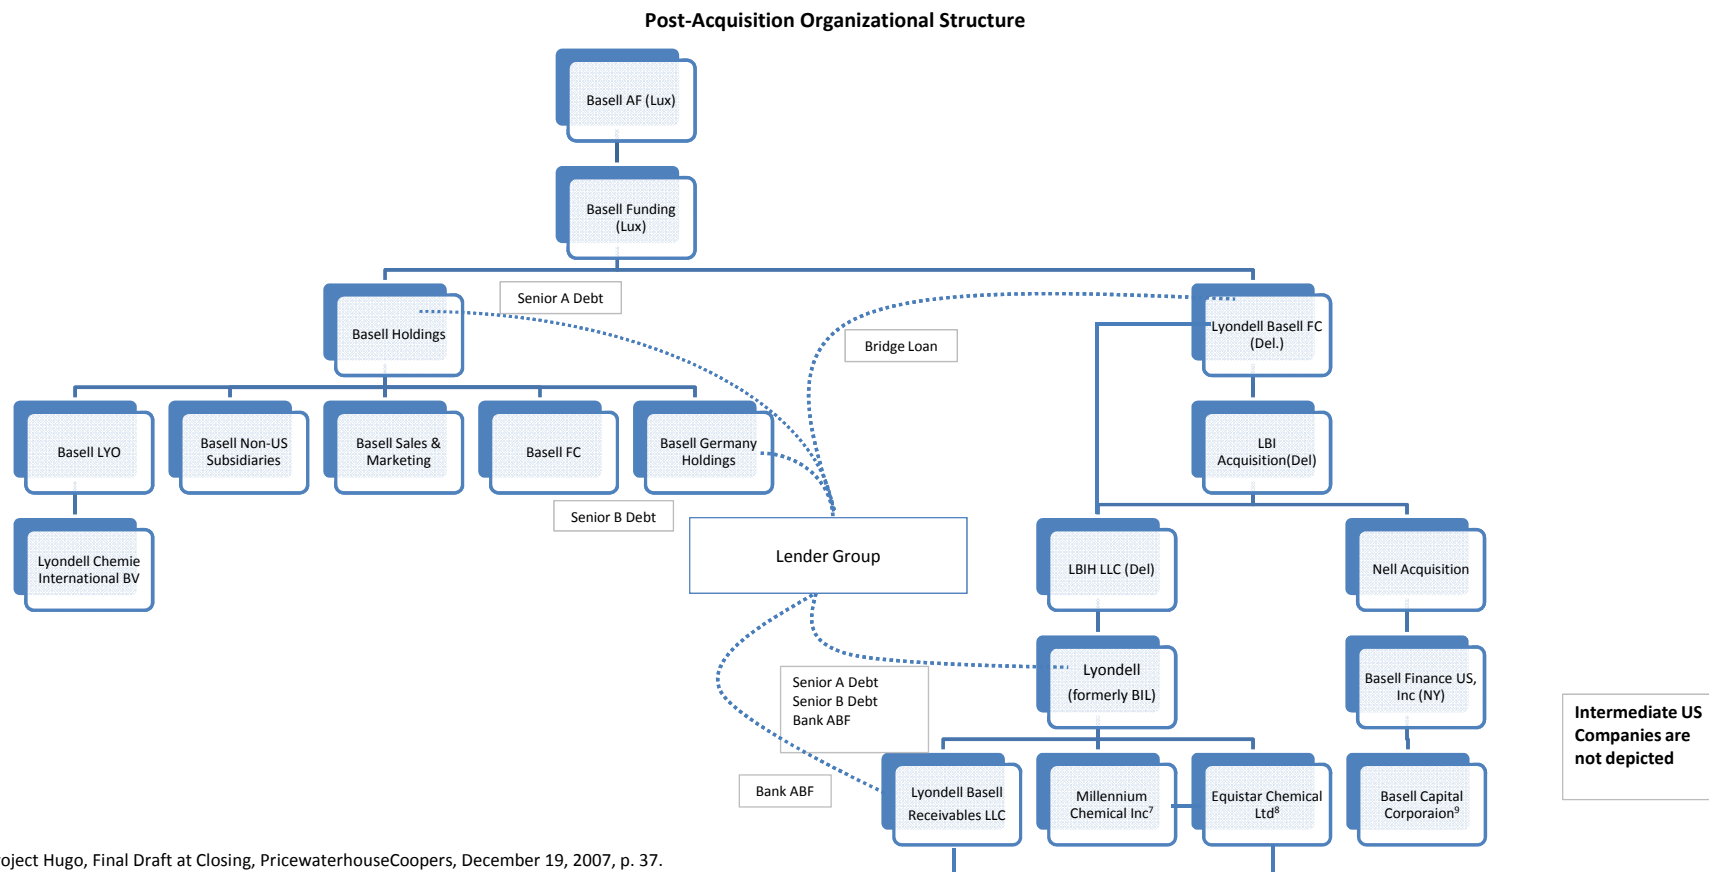 Post-Acquisition Organizational Structure
Basell AF (Lux)
Basell Funding
(Lux)
Senior A Debt
Basell Holdings
Bridge Loan
Lyondell Basell FC
(Del.)
Basell LYO
Basell Non-US
Subsidiaries
Basell Sales &
Marketing
Basell FC
Basell Germany
Holdings
LBI
Acquisition(Del)
Senior B Debt
Lender Group
Lyondell Chemie
International BV
LBIH LLC (Del)
Nell Acquisition
Lyondell
(formerly BIL)
Basell Finance US,
Inc (NY)
Senior A Debt
Senior B Debt
Bank ABF
Intermediate US
Companies are
not depicted
Bank ABF
Lyondell Basell
Receivables LLC
Millennium
Chemical Inc⁷
Equistar Chemical
Ltd⁸
Basell Capital
Corporaion⁹
oject Hugo, Final Draft at Closing, PricewaterhouseCoopers, December 19, 2007, p. 37.